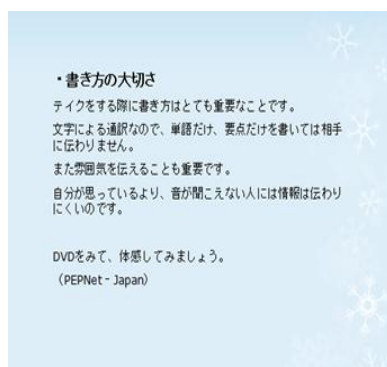 ・書き方の大切さ
テイクをする際に書き方はとても重要なことです。
文字による通訳なので、単語だけ、要点だけを書いては相手
に伝わりません。
また雰囲気を伝えることも重要です。
自分が思っているより、音が聞こえない人には情報は伝わり
にくいのです。
DVDをみて、体感してみましょう。
（PEPNet‐Japan）